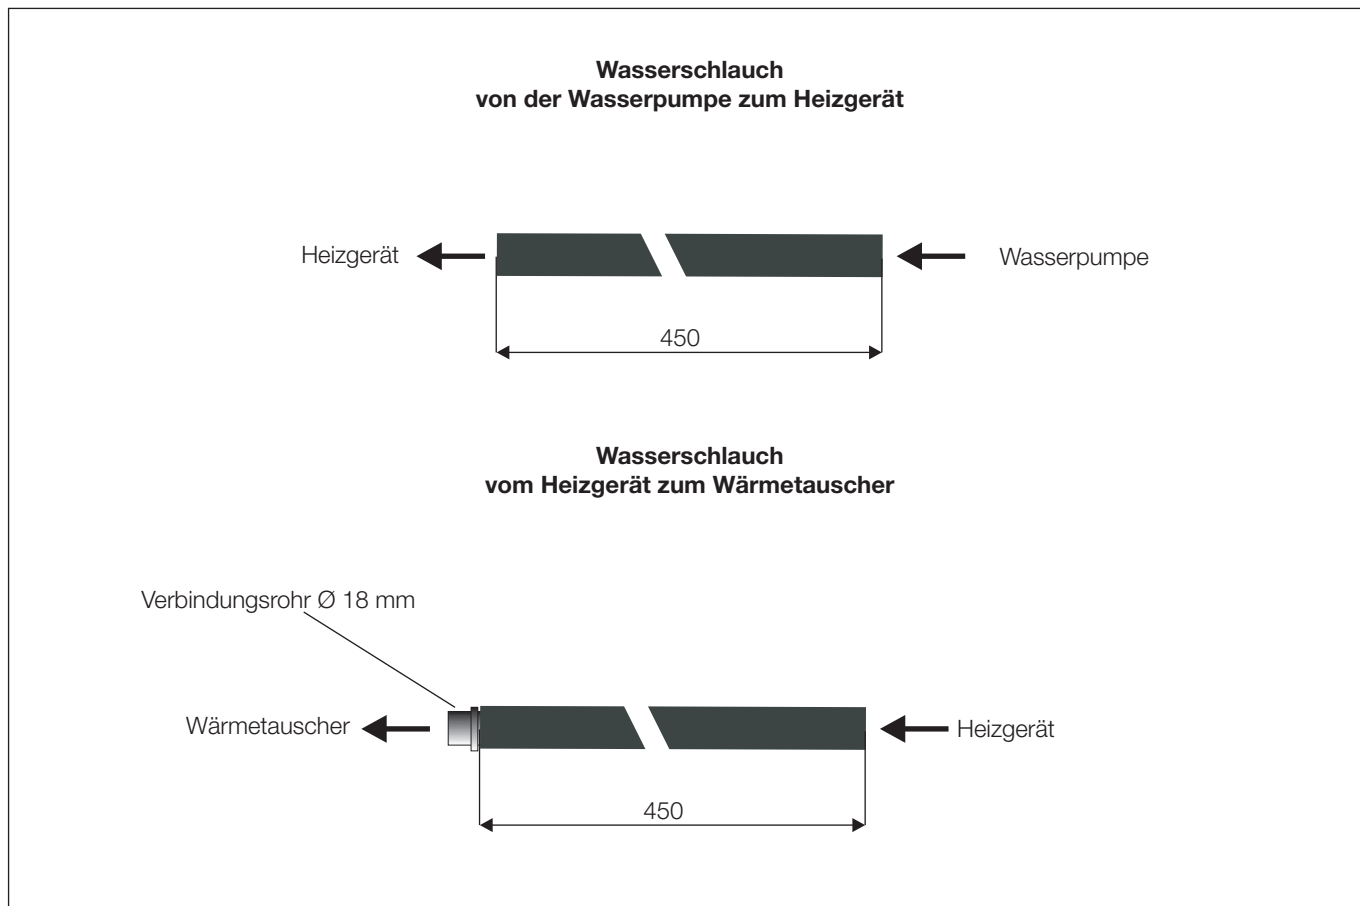 Wasserschlauch
von der Wasserpumpe zum Heizgerät
Heizgerät
Wasserpumpe
450
Wasserschlauch
vom Heizgerät zum Wärmetauscher
Verbindungsrohr Ø 18 mm
Wärmetauscher
Heizgerät
450